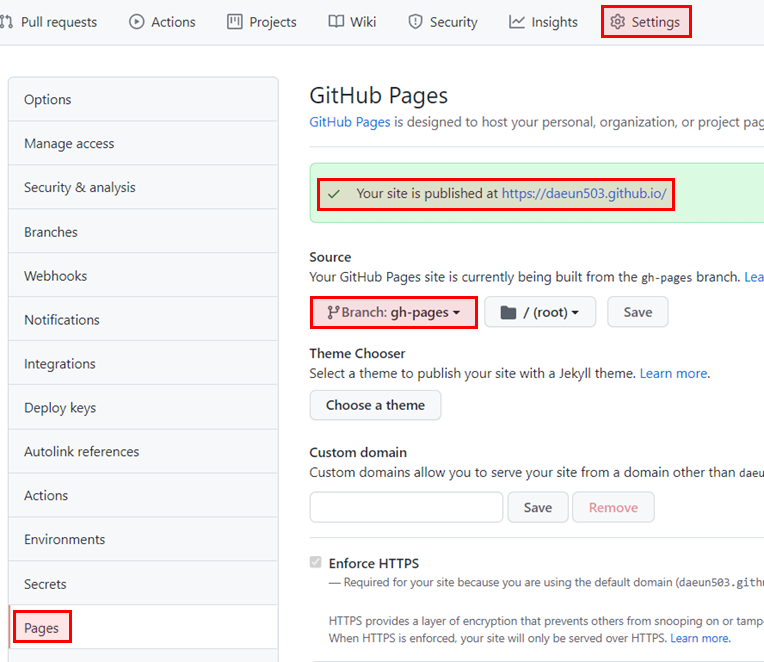 Pull requests Actions Projects Wiki Security Insights Settings
Options
Manage access
Security & analysis
Branches
Webhooks
Notifications
Integrations
Deploy keys
Autolink references
Actions
Environments
Secrets
Pages
GitHub Pages
GitHub Pages is designed to host your personal, organization, or project pag
Your site is published at https://daeun503.github.io/
Source
Your GitHub Pages site is currently being built from the gh-pages branch. Lea
Branch: gh-pages / (root) Save
Theme Chooser
Select a theme to publish your site with a Jekyll theme. Learn more.
Choose a theme
Custom domain
Custom domains allow you to serve your site from a domain other than daeu
Save Remove
Enforce HTTPS
— Required for your site because you are using the default domain (daeun503.gith
HTTPS provides a layer of encryption that prevents others from snooping on or tamp
When HTTPS is enforced, your site will only be served over HTTPS. Learn more.